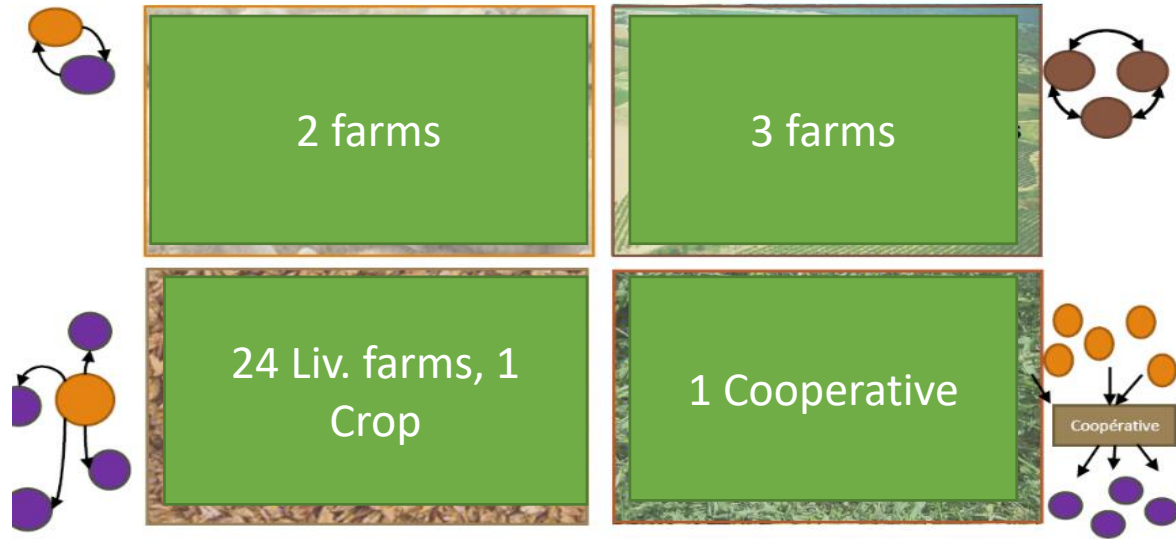 2 farms
3 farms
24 Liv. farms, 1
Crop
1 Cooperative
Coopérative